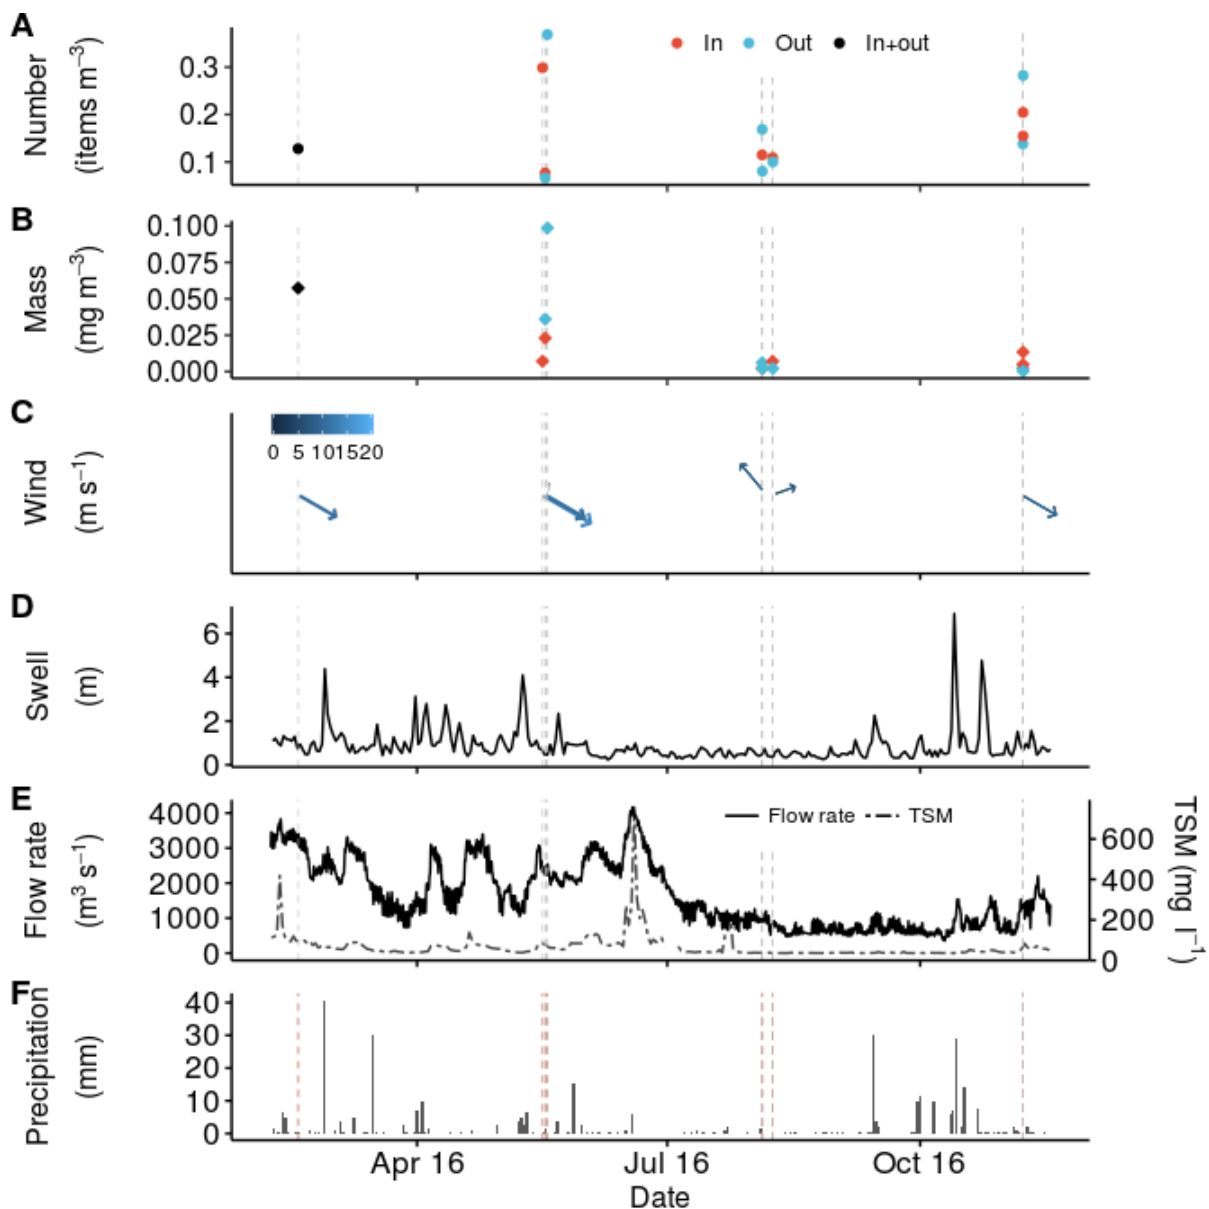 A
Number
(items m⁻³)
In
Out
In+out
0.3
0.2
0.1
B
Mass
(mg m⁻³)
0.100
0.075
0.050
0.025
0.000
C
Wind
(m s⁻¹)
0 5 10 15 20
D
Swell
(m)
6
4
2
0
E
Flow rate
(m³ s⁻¹)
4000
3000
2000
1000
0
Flow rate
TSM
600
400
200
0
TSM (mg l⁻¹)
F
Precipitation
(mm)
40
30
20
10
0
Apr 16
Jul 16
Oct 16
Date